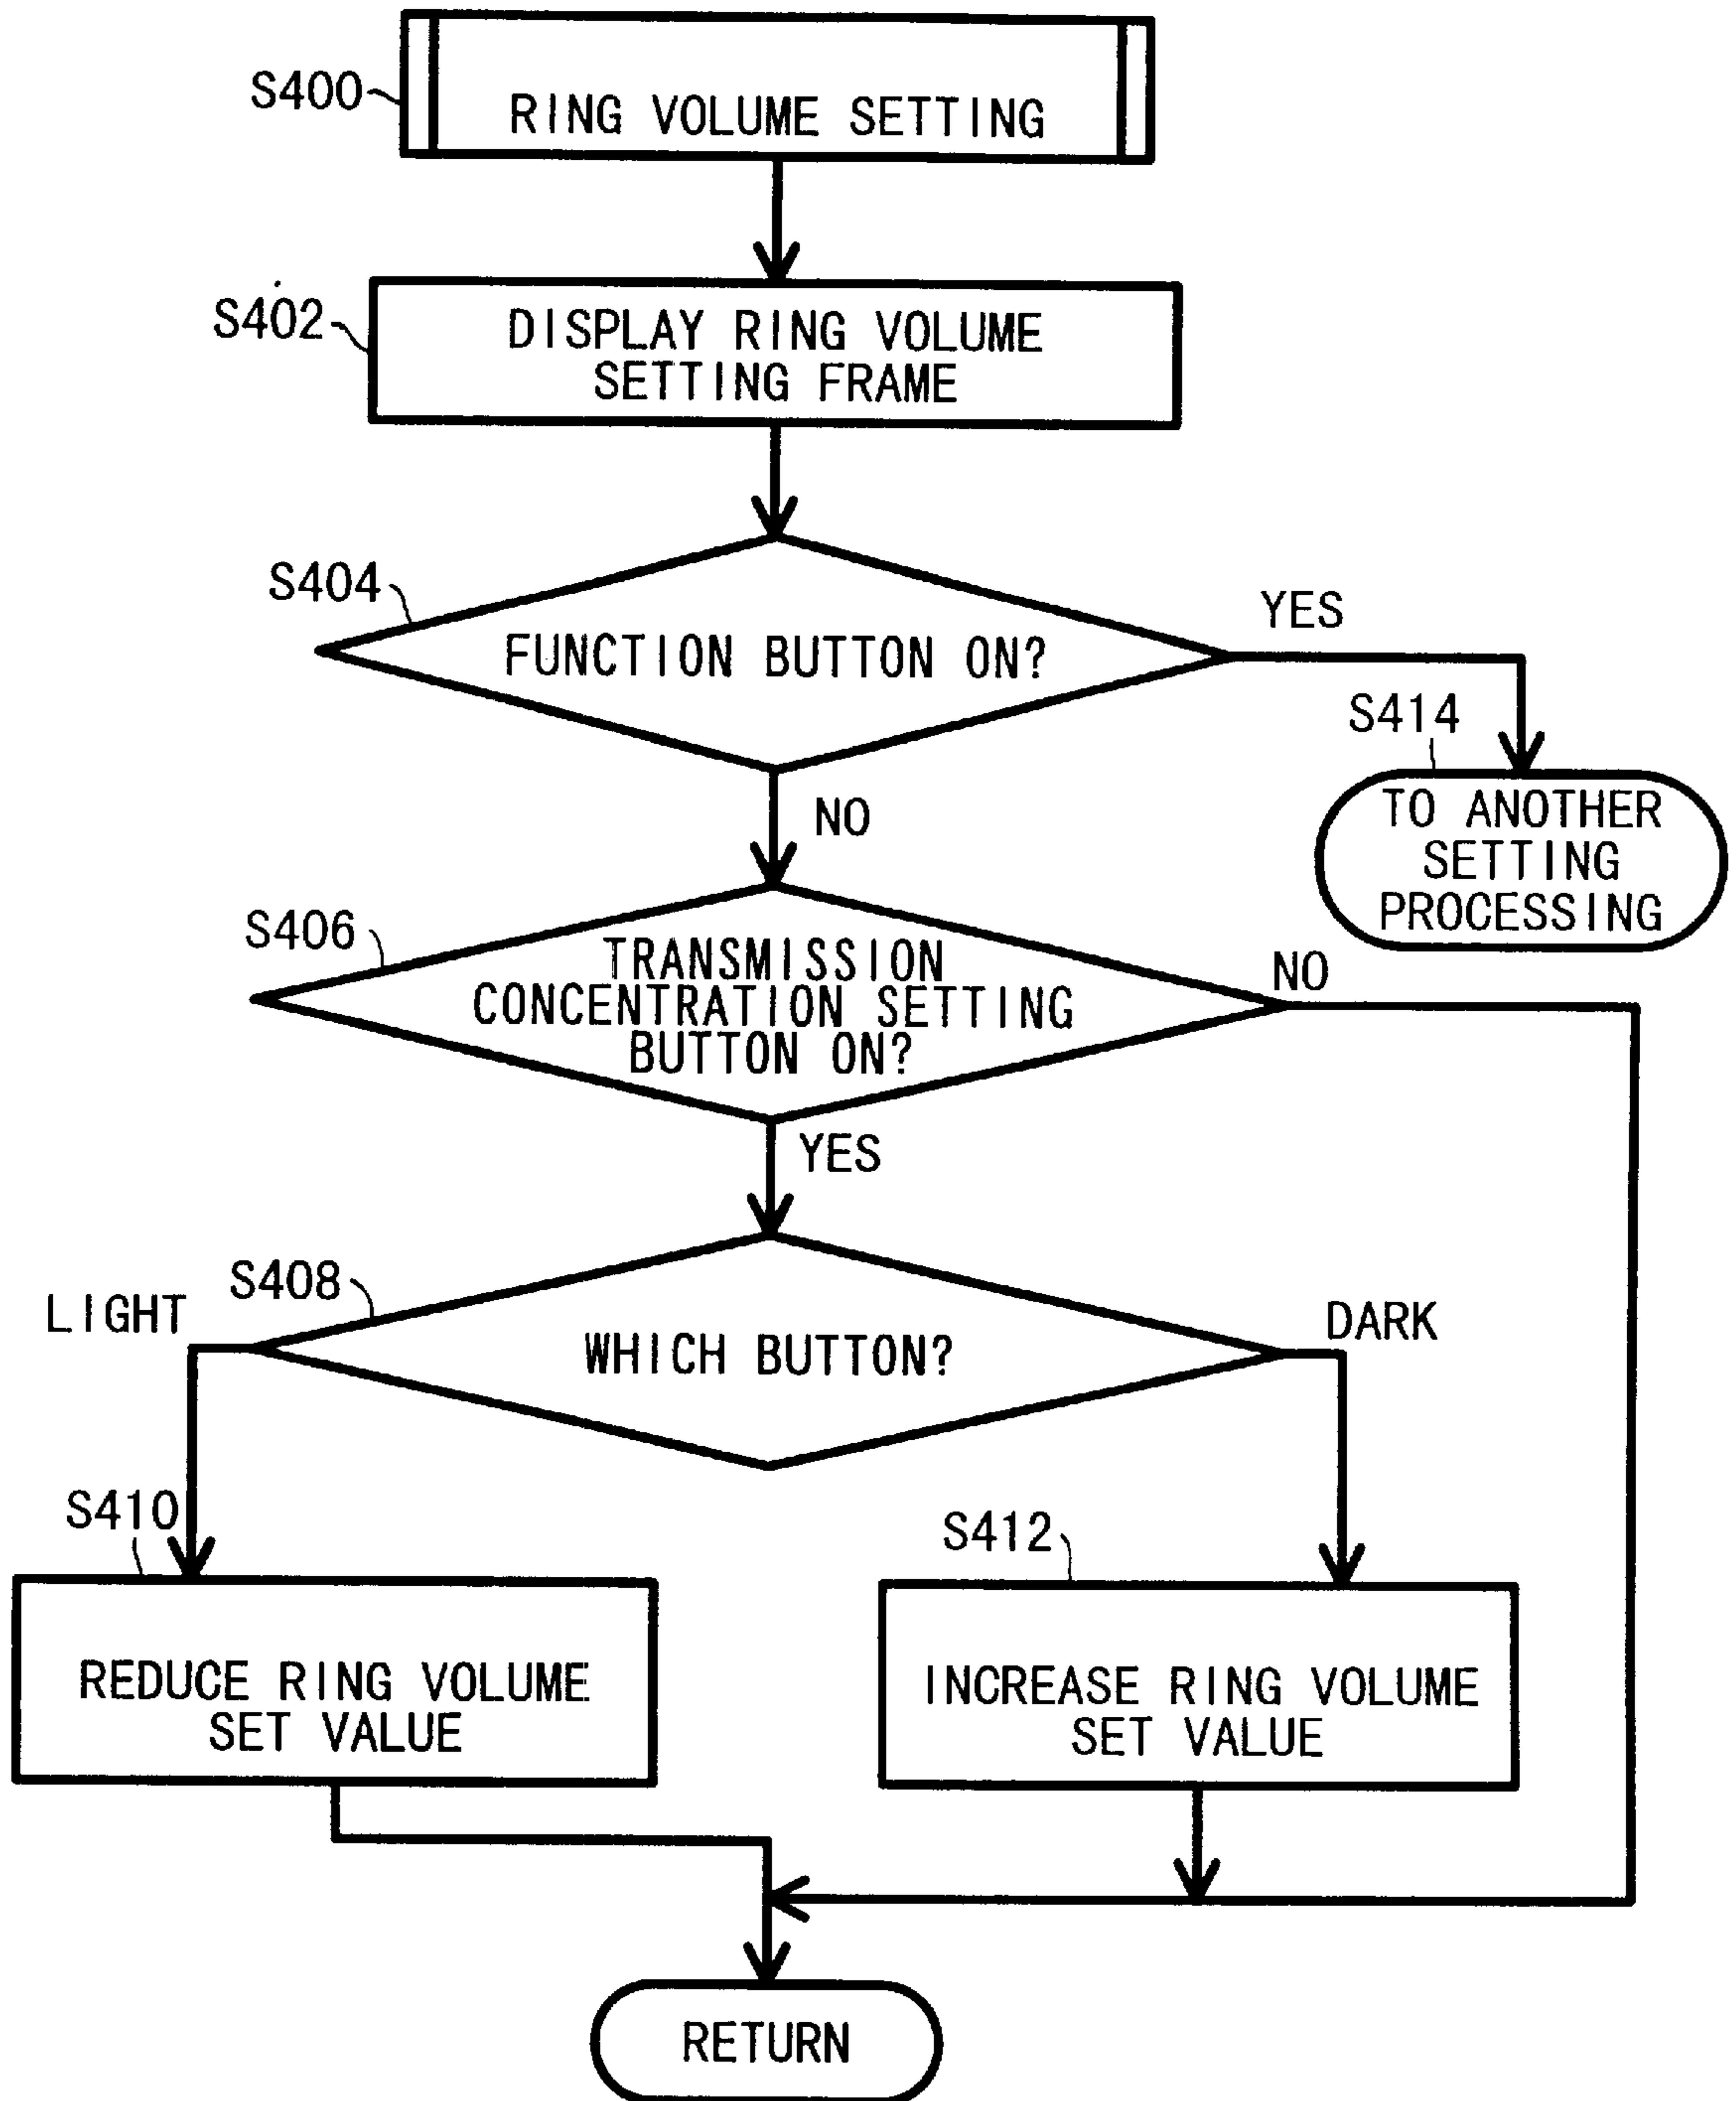 S400
RING VOLUME SETTING
S402
DISPLAY RING VOLUME
SETTING FRAME
S404
FUNCTION BUTTON ON?
YES
S414
TO ANOTHER
SETTING
PROCESSING
NO
S406
TRANSMISSION
CONCENTRATION SETTING
BUTTON ON?
NO
YES
S408
WHICH BUTTON?
LIGHT
DARK
S410
REDUCE RING VOLUME
SET VALUE
S412
INCREASE RING VOLUME
SET VALUE
RETURN